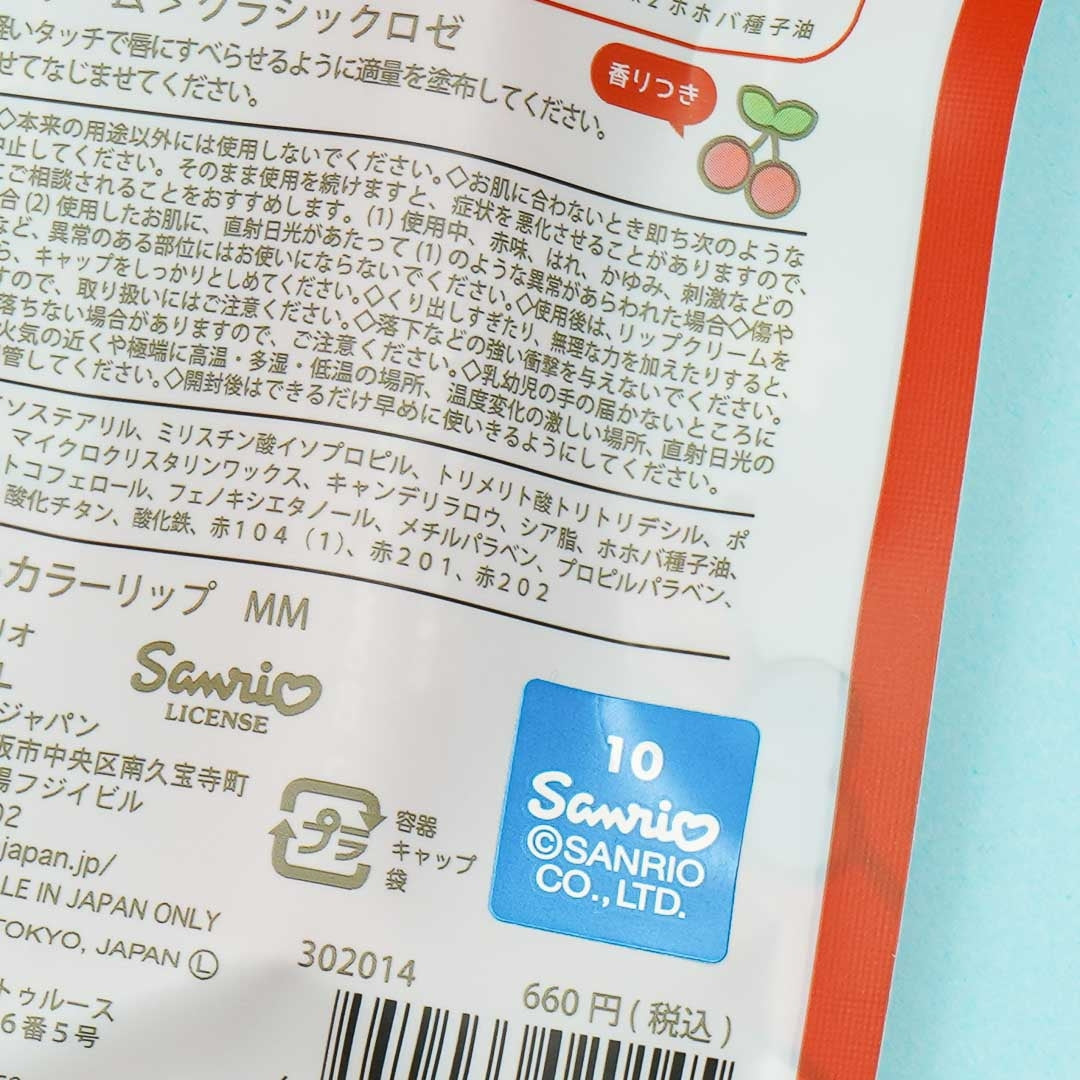 ーム＞クラシックロゼ
※2ホホバ種子油
軽いタッチで唇にすべらせるように適量を塗布してください。
せてなじませてください。
香りつき
◇本来の用途以外には使用しないでください。◇お肌に合わないとき即ち次のような
中止してください。そのまま使用を続けますと、症状を悪化させることがありますので、
ご相談されることをおすすめします。(1) 使用中、赤味、はれ、かゆみ、刺激などの
合 (2) 使用したお肌に、直射日光があたって (1) のような異常があらわれた場合◇傷や
など、異常のある部位にはお使いにならないでください。◇使用後は、リップクリームを
ら、キャップをしっかりとしめてください。◇くり出しすぎたり、無理な力を加えたりすると、
すので、取り扱いにはご注意ください。◇落下などの強い衝撃を与えないでください。
落ちない場合がありますので、ご注意ください。◇乳幼児の手の届かないところに
火気の近くや極端に高温・多湿・低温の場所、温度変化の激しい場所、直射日光の
管してください。◇開封後はできるだけ早めに使いきるようにしてください。
イソステアリル、ミリスチン酸イソプロピル、トリメリト酸トリトリデシル、ポ
マイクロクリスタリンワックス、キャンデリラロウ、シア脂、ホホバ種子油、
トコフェロール、フェノキシエタノール、メチルパラベン、プロピルパラベン、
酸化チタン、酸化鉄、赤104（1）、赤201、赤202
カラーリップ MM
リオ
Sanrio
LICENSE
ジャパン
阪市中央区南久宝寺町
場フジイビル
02
japan.jp/
LE IN JAPAN ONLY
TOKYO, JAPAN Ⓛ
トゥルース
6番5号
プラ
容器
キャップ
袋
10
Sanrio
©SANRIO
CO., LTD.
302014
660円(税込)